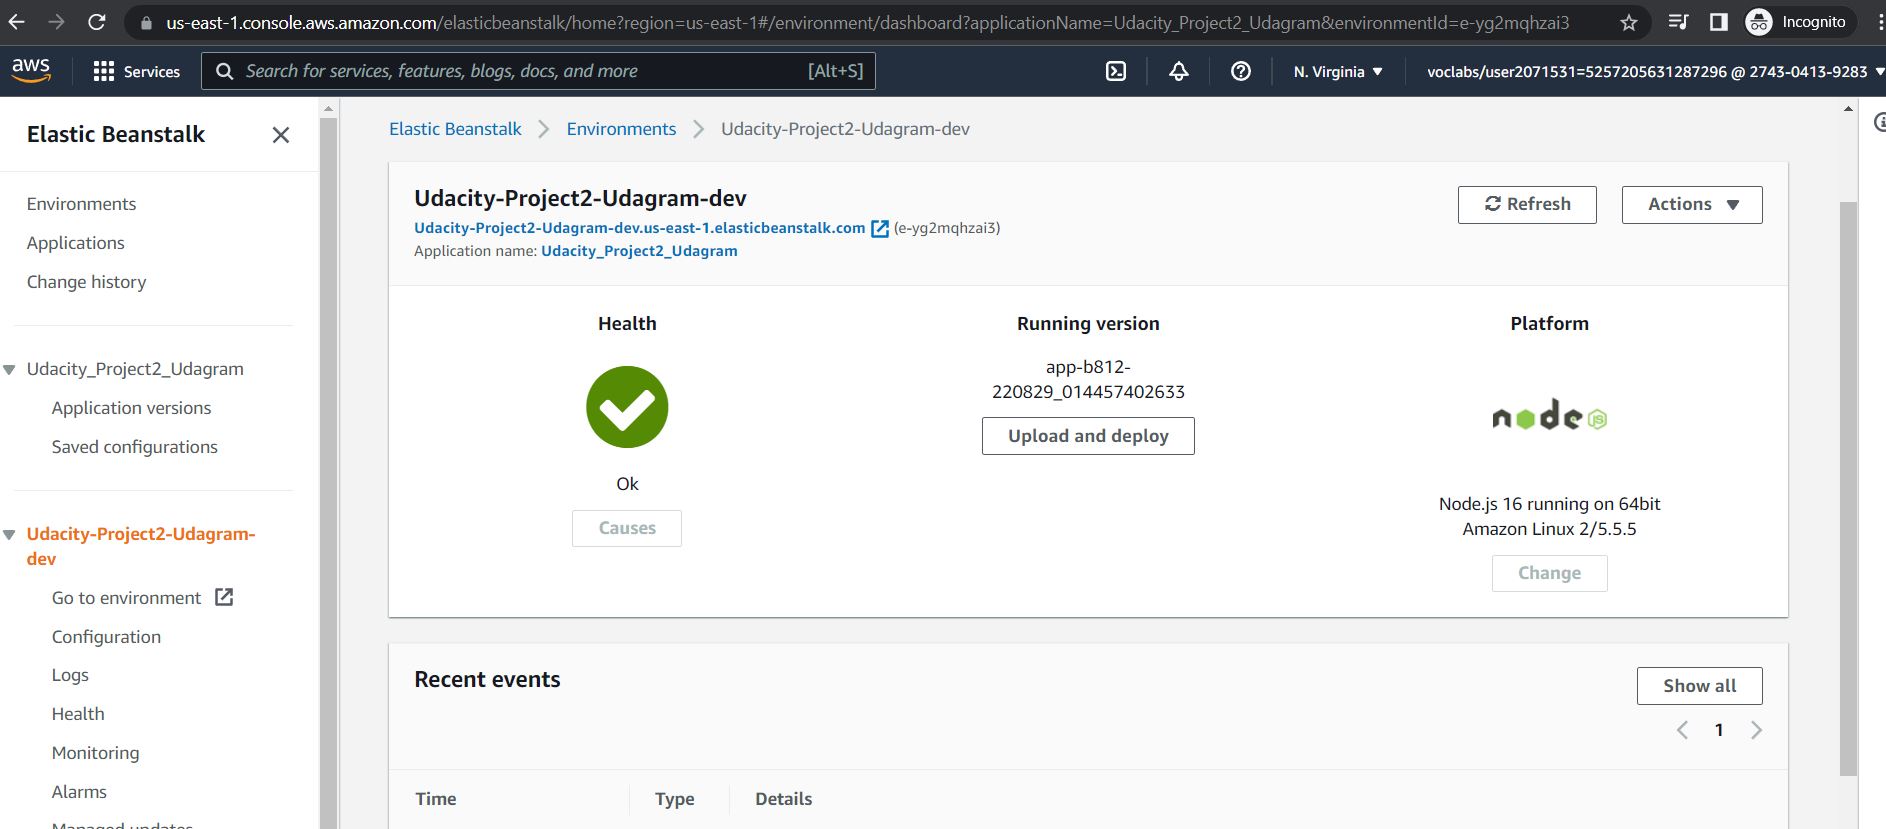 us-east-1.console.aws.amazon.com/elasticbeanstalk/home?region=us-east-1#/environment/dashboard?applicationName=Udacity_Project2_Udagram&environmentId=e-yg2mqhzai3
Incognito
aws
Services
Search for services, features, blogs, docs, and more
[Alt+S]
N. Virginia
voclabs/user2071531=5257205631287296 @ 2743-0413-9283
Elastic Beanstalk
Environments
Applications
Change history
Udacity_Project2_Udagram
Application versions
Saved configurations
Udacity-Project2-Udagram-
dev
Go to environment
Configuration
Logs
Health
Monitoring
Alarms
Managed updates
Elastic Beanstalk
Environments
Udacity-Project2-Udagram-dev
Udacity-Project2-Udagram-dev
Udacity-Project2-Udagram-dev.us-east-1.elasticbeanstalk.com (e-yg2mqhzai3)
Application name: Udacity_Project2_Udagram
Refresh
Actions
Health
Ok
Causes
Running version
app-b812-
220829_014457402633
Upload and deploy
Platform
node JS
Node.js 16 running on 64bit
Amazon Linux 2/5.5.5
Change
Recent events
Show all
1
Time
Type
Details